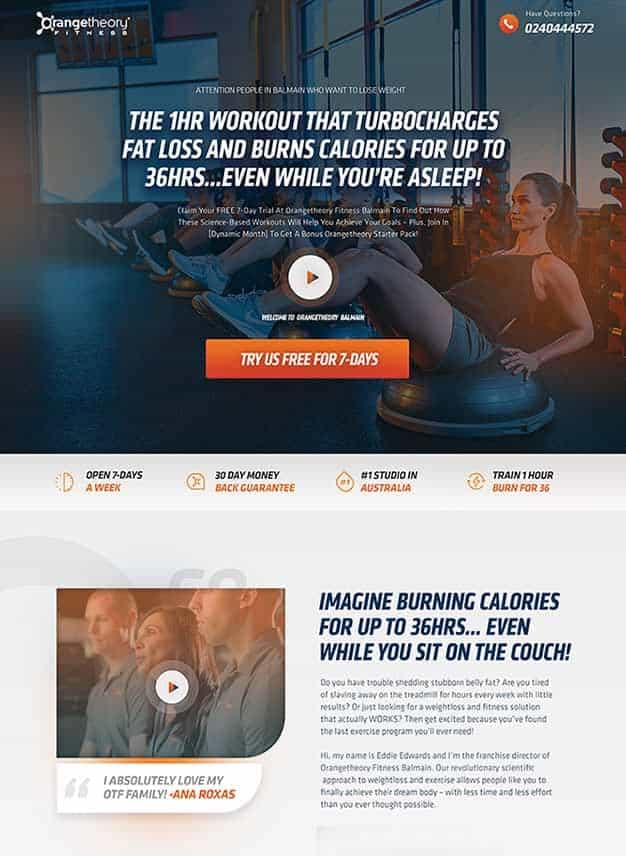 Orangetheory®
FITNESS
Have Questions?
0240444572
ATTENTION PEOPLE IN BALMAIN WHO WANT TO LOSE WEIGHT
THE 1HR WORKOUT THAT TURBOCHARGES
FAT LOSS AND BURNS CALORIES FOR UP TO
36HRS...EVEN WHILE YOU'RE ASLEEP!
Claim Your FREE 7-Day Trial At Orangetheory Fitness Balmain To Find Out How
These Science-Based Workouts Will Help You Achieve Your Goals – Plus, Join In
[Dynamic Month] To Get A Bonus Orangetheory Starter Pack!
WELCOME TO ORANGETHEORY BALMAIN
TRY US FREE FOR 7-DAYS
OPEN 7-DAYS
A WEEK
30 DAY MONEY
BACK GUARANTEE
#1
#1 STUDIO IN
AUSTRALIA
TRAIN 1 HOUR
BURN FOR 36
IMAGINE BURNING CALORIES
FOR UP TO 36HRS... EVEN
WHILE YOU SIT ON THE COUCH!
Do you have trouble shedding stubborn belly fat? Are you tired
of slaving away on the treadmill for hours every week with little
results? Or just looking for a weightloss and fitness solution
that actually WORKS? Then get excited because you've found
the last exercise program you'll ever need!
Hi, my name is Eddie Edwards and I'm the franchise director of
Orangetheory Fitness Balmain. Our revolutionary scientific
approach to weightloss and exercise allows people like you to
finally achieve their dream body – with less time and less effort
than you ever thought possible.
I ABSOLUTELY LOVE MY
OTF FAMILY! -ANA ROXAS